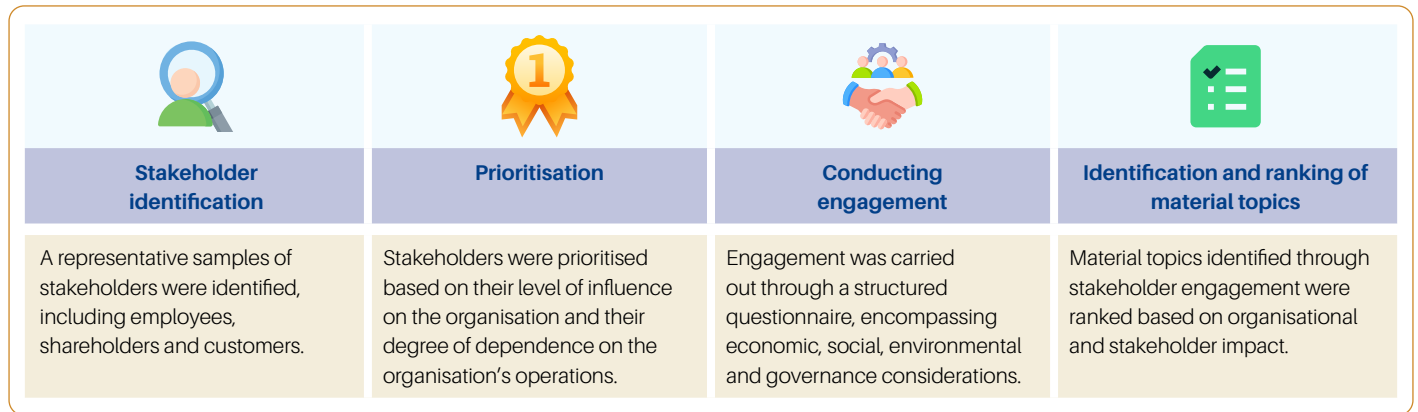 1
Stakeholder
identification
Prioritisation
Conducting
engagement
Identification and ranking of
material topics
A representative samples of
stakeholders were identified,
including employees,
shareholders and customers.
Stakeholders were prioritised
based on their level of influence
on the organisation and their
degree of dependence on the
organisation's operations.
Engagement was carried
out through a structured
questionnaire, encompassing
economic, social, environmental
and governance considerations.
Material topics identified through
stakeholder engagement were
ranked based on organisational
and stakeholder impact.